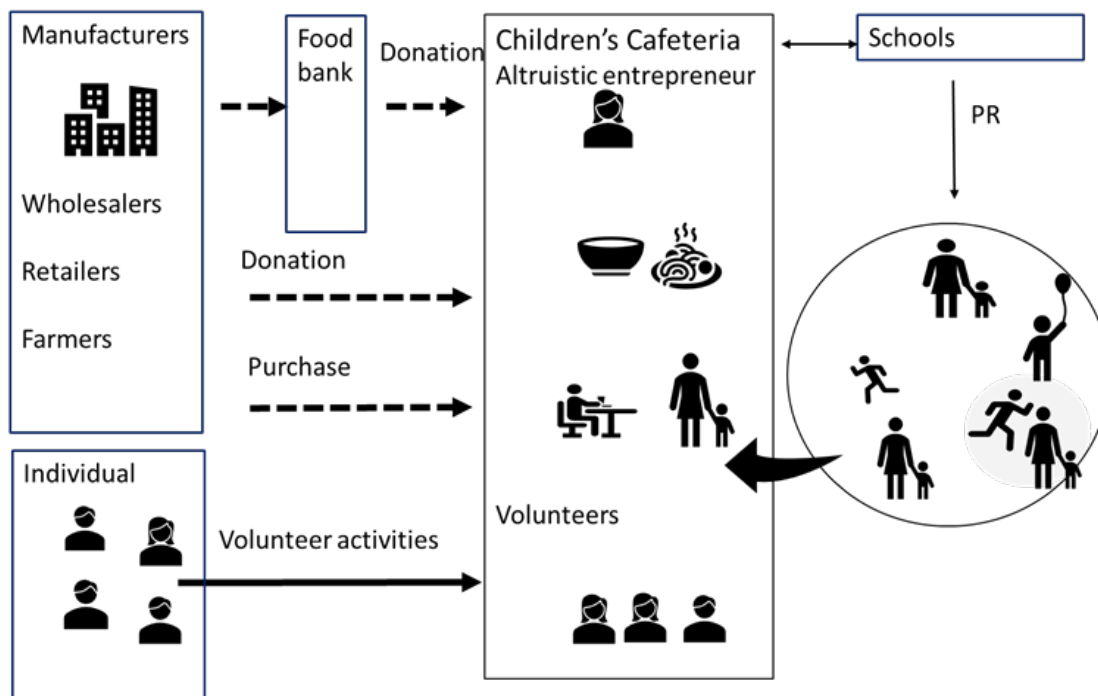 Manufacturers
Wholesalers
Retailers
Farmers
Food
bank
Donation
Donation
Purchase
Individual
Volunteer activities
Children's Cafeteria
Altruistic entrepreneur
Volunteers
Schools
PR